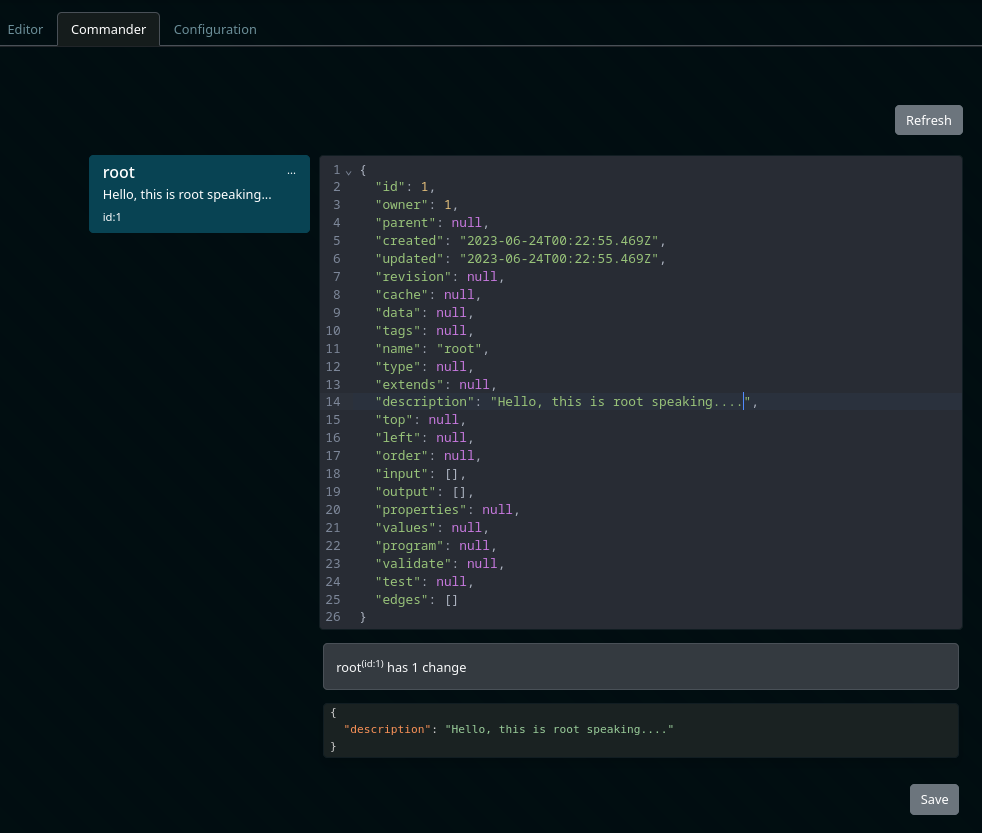 Editor Commander Configuration
Refresh
root ...
Hello, this is root speaking...
id:1
1 {
2 "id": 1,
3 "owner": 1,
4 "parent": null,
5 "created": "2023-06-24T00:22:55.469Z",
6 "updated": "2023-06-24T00:22:55.469Z",
7 "revision": null,
8 "cache": null,
9 "data": null,
10 "tags": null,
11 "name": "root",
12 "type": null,
13 "extends": null,
14 "description": "Hello, this is root speaking....",
15 "top": null,
16 "left": null,
17 "order": null,
18 "input": [],
19 "output": [],
20 "properties": null,
21 "values": null,
22 "program": null,
23 "validate": null,
24 "test": null,
25 "edges": []
26 }
root(id:1) has 1 change
{
"description": "Hello, this is root speaking...."
}
Save